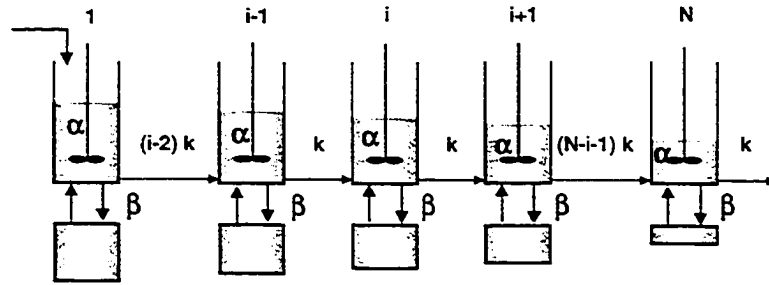 1 i-1 i i+1 N
α α α α α
(i-2) k k k (N-i-1) k k
β β β β β